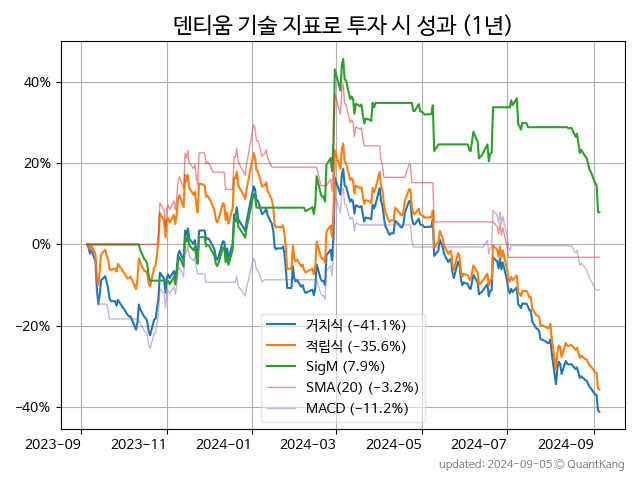 덴티움 기술 지표로 투자 시 성과 (1년)
40%
20%
0%
−20%
−40%
거치식 (−41.1%)
적립식 (−35.6%)
SigM (7.9%)
SMA(20) (−3.2%)
MACD (−11.2%)
2023−09 2023−11 2024−01 2024−03 2024−05 2024−07 2024−09
updated: 2024−09−05 © QuantKang